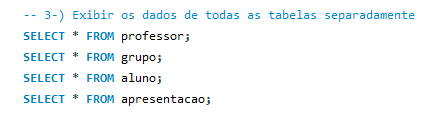 -- 3-) Exibir os dados de todas as tabelas separadamente
SELECT * FROM professor;
SELECT * FROM grupo;
SELECT * FROM aluno;
SELECT * FROM apresentacao;